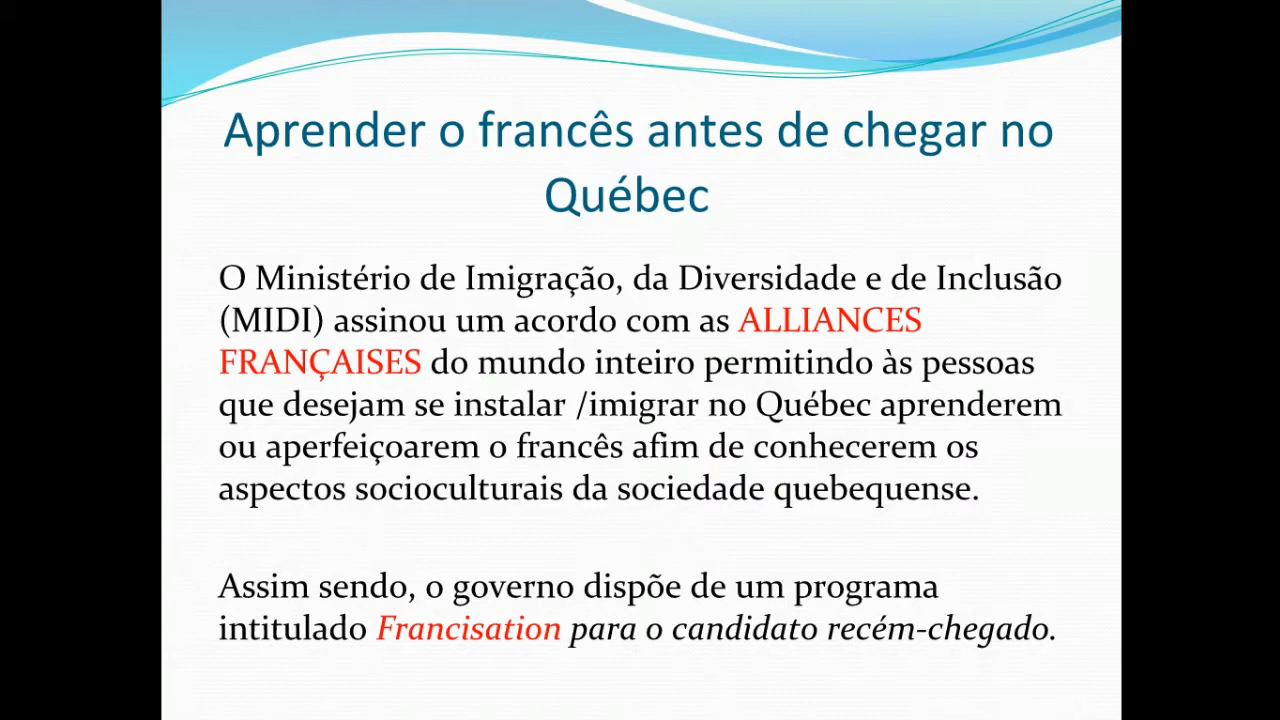 Aprender o francês antes de chegar no
Québec
O Ministério de Imigração, da Diversidade e de Inclusão
(MIDI) assinou um acordo com as ALLIANCES
FRANÇAISES do mundo inteiro permitindo às pessoas
que desejam se instalar /imigrar no Québec aprenderem
ou aperfeiçoarem o francês afim de conhecerem os
aspectos socioculturais da sociedade quebequense.
Assim sendo, o governo dispõe de um programa
intitulado Francisation para o candidato recém-chegado.